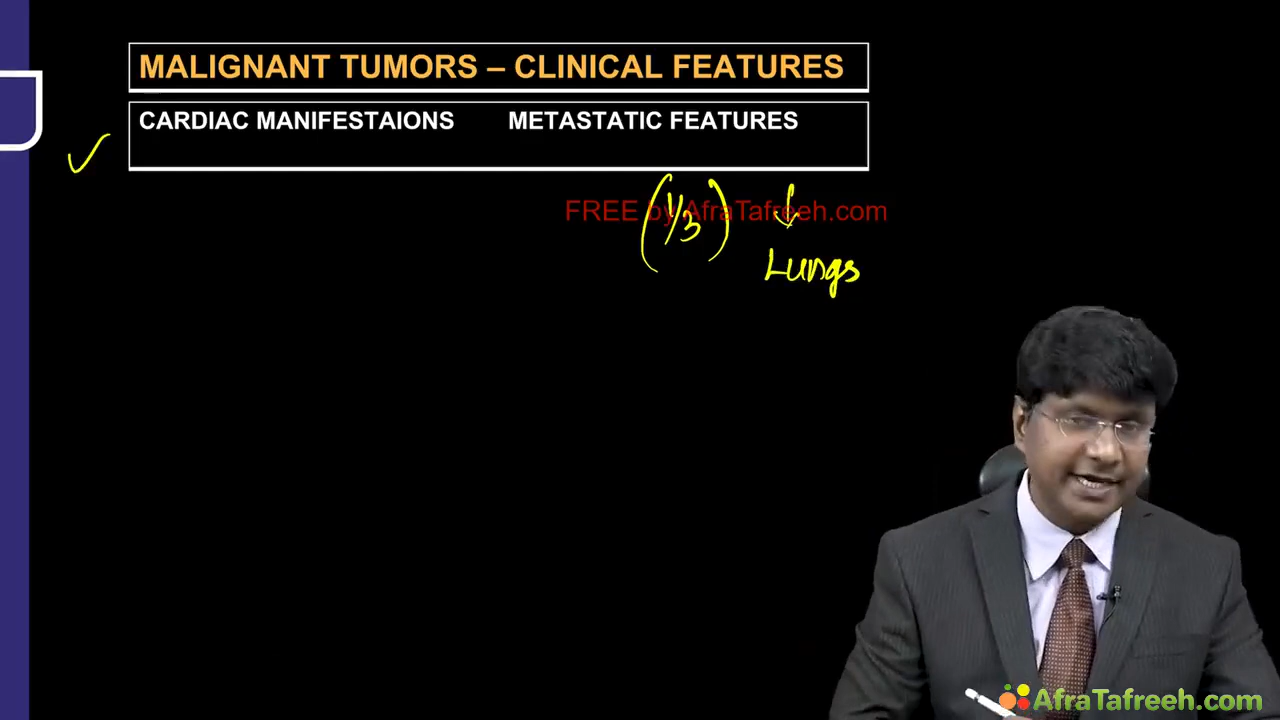 MALIGNANT TUMORS – CLINICAL FEATURES
CARDIAC MANIFESTAIONS METASTATIC FEATURES
FREE by AfraTafreeh.com
(1/3)
Lungs
AfraTafreeh.com